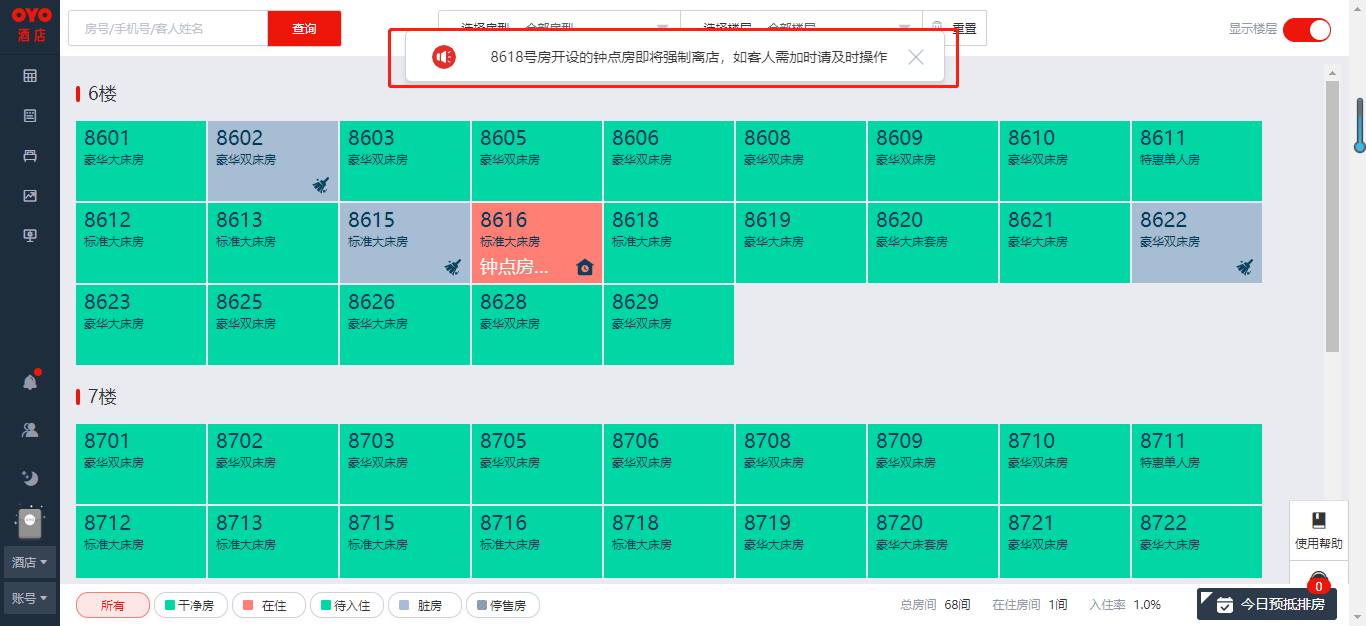 OYO
酒店
房号/手机号/客人姓名
查询
选择房型
全部房型
选择楼层
全部楼层
重置
显示楼层
8618号房开设的钟点房即将强制离店，如客人需加时请及时操作
6楼
8601 8602 8603 8605 8606 8608 8609 8610 8611
豪华大床房 豪华双床房 豪华双床房 豪华双床房 豪华双床房 豪华双床房 豪华双床房 豪华双床房 特惠单人房
8612 8613 8615 8616 8618 8619 8620 8621 8622
标准大床房 标准大床房 标准大床房 标准大床房 标准大床房 豪华大床房 豪华大床套房 豪华大床房 豪华双床房
钟点房...
8623 8625 8626 8628 8629
豪华大床房 豪华双床房 豪华大床房 豪华双床房 豪华双床房
7楼
8701 8702 8703 8705 8706 8708 8709 8710 8711
豪华双床房 豪华双床房 豪华双床房 豪华双床房 豪华双床房 豪华双床房 豪华双床房 豪华双床房 特惠单人房
8712 8713 8715 8716 8718 8719 8720 8721 8722
标准大床房 标准大床房 标准大床房 标准大床房 标准大床房 豪华大床房 豪华大床套房 豪华双床房 豪华大床房
使用帮助
酒店
账号
所有 干净房 在住 待入住 脏房 停售房
总房间 68间 在住房间 1间 入住率 1.0%
0
今日预抵排房